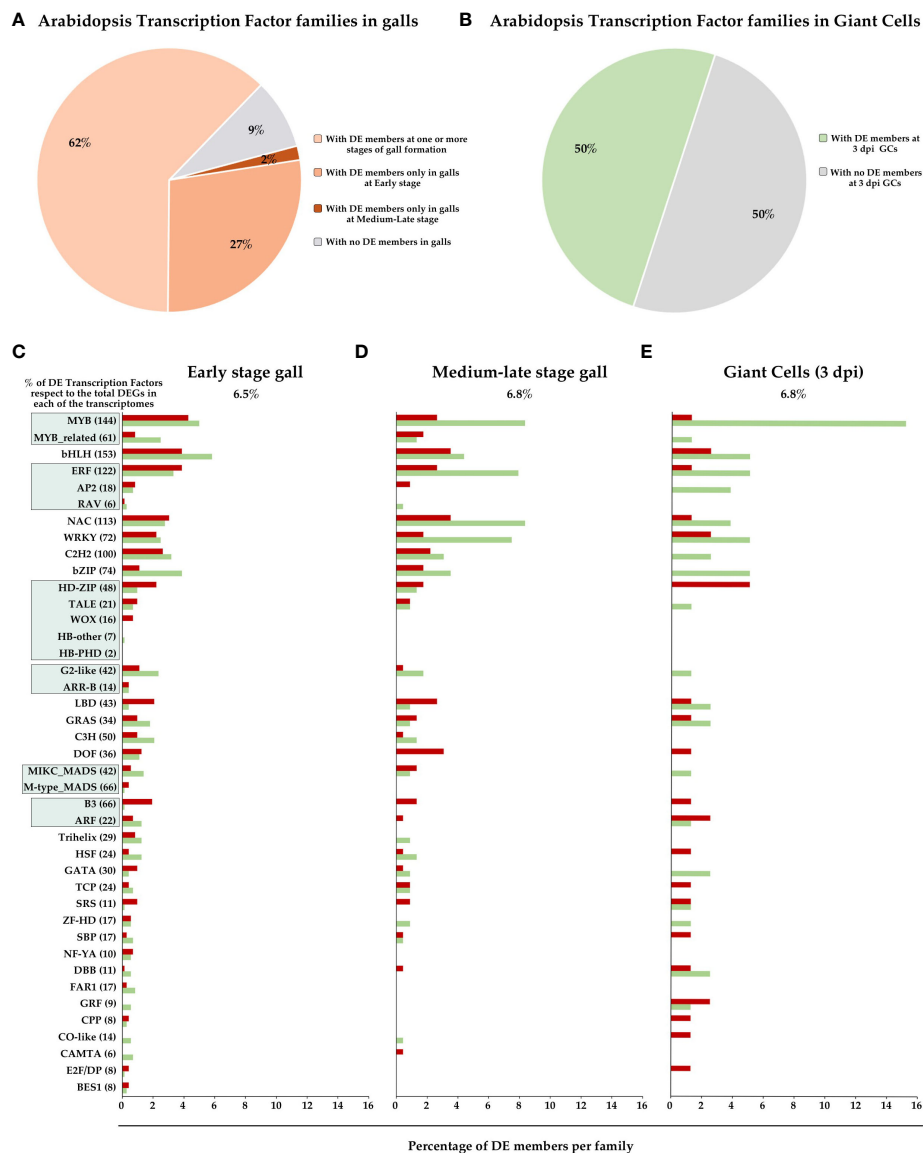 A Arabidopsis Transcription Factor families in galls
B Arabidopsis Transcription Factor families in Giant Cells
62%
9%
2%
27%
With DE members at one or more
stages of gall formation
With DE members only in galls
at Early stage
With DE members only in galls
at Medium-Late stage
With no DE members in galls
50%
50%
With DE members at
3 dpi GCs
With no DE members
at 3 dpi GCs
C
% of DE Transcription Factors
respect to the total DEGs in
each of the transcriptomes
Early stage gall
6.5%
D
Medium-late stage gall
6.8%
E
Giant Cells (3 dpi)
6.8%
MYB (144)
MYB_related (61)
bHLH (153)
ERF (122)
AP2 (18)
RAV (6)
NAC (113)
WRKY (72)
C2H2 (100)
bZIP (74)
HD-ZIP (48)
TALE (21)
WOX (16)
HB-other (7)
HB-PHD (2)
G2-like (42)
ARR-B (14)
LBD (43)
GRAS (34)
C3H (50)
DOF (36)
MIKC_MADS (42)
M-type_MADS (66)
B3 (66)
ARF (22)
Trihelix (29)
HSF (24)
GATA (30)
TCP (24)
SRS (11)
ZF-HD (17)
SBP (17)
NF-YA (10)
DBB (11)
FAR1 (17)
GRF (9)
CPP (8)
CO-like (14)
CAMTA (6)
E2F/DP (8)
BES1 (8)
0 2 4 6 8 10 12 14 16
0 2 4 6 8 10 12 14 16
0 2 4 6 8 10 12 14 16
Percentage of DE members per family